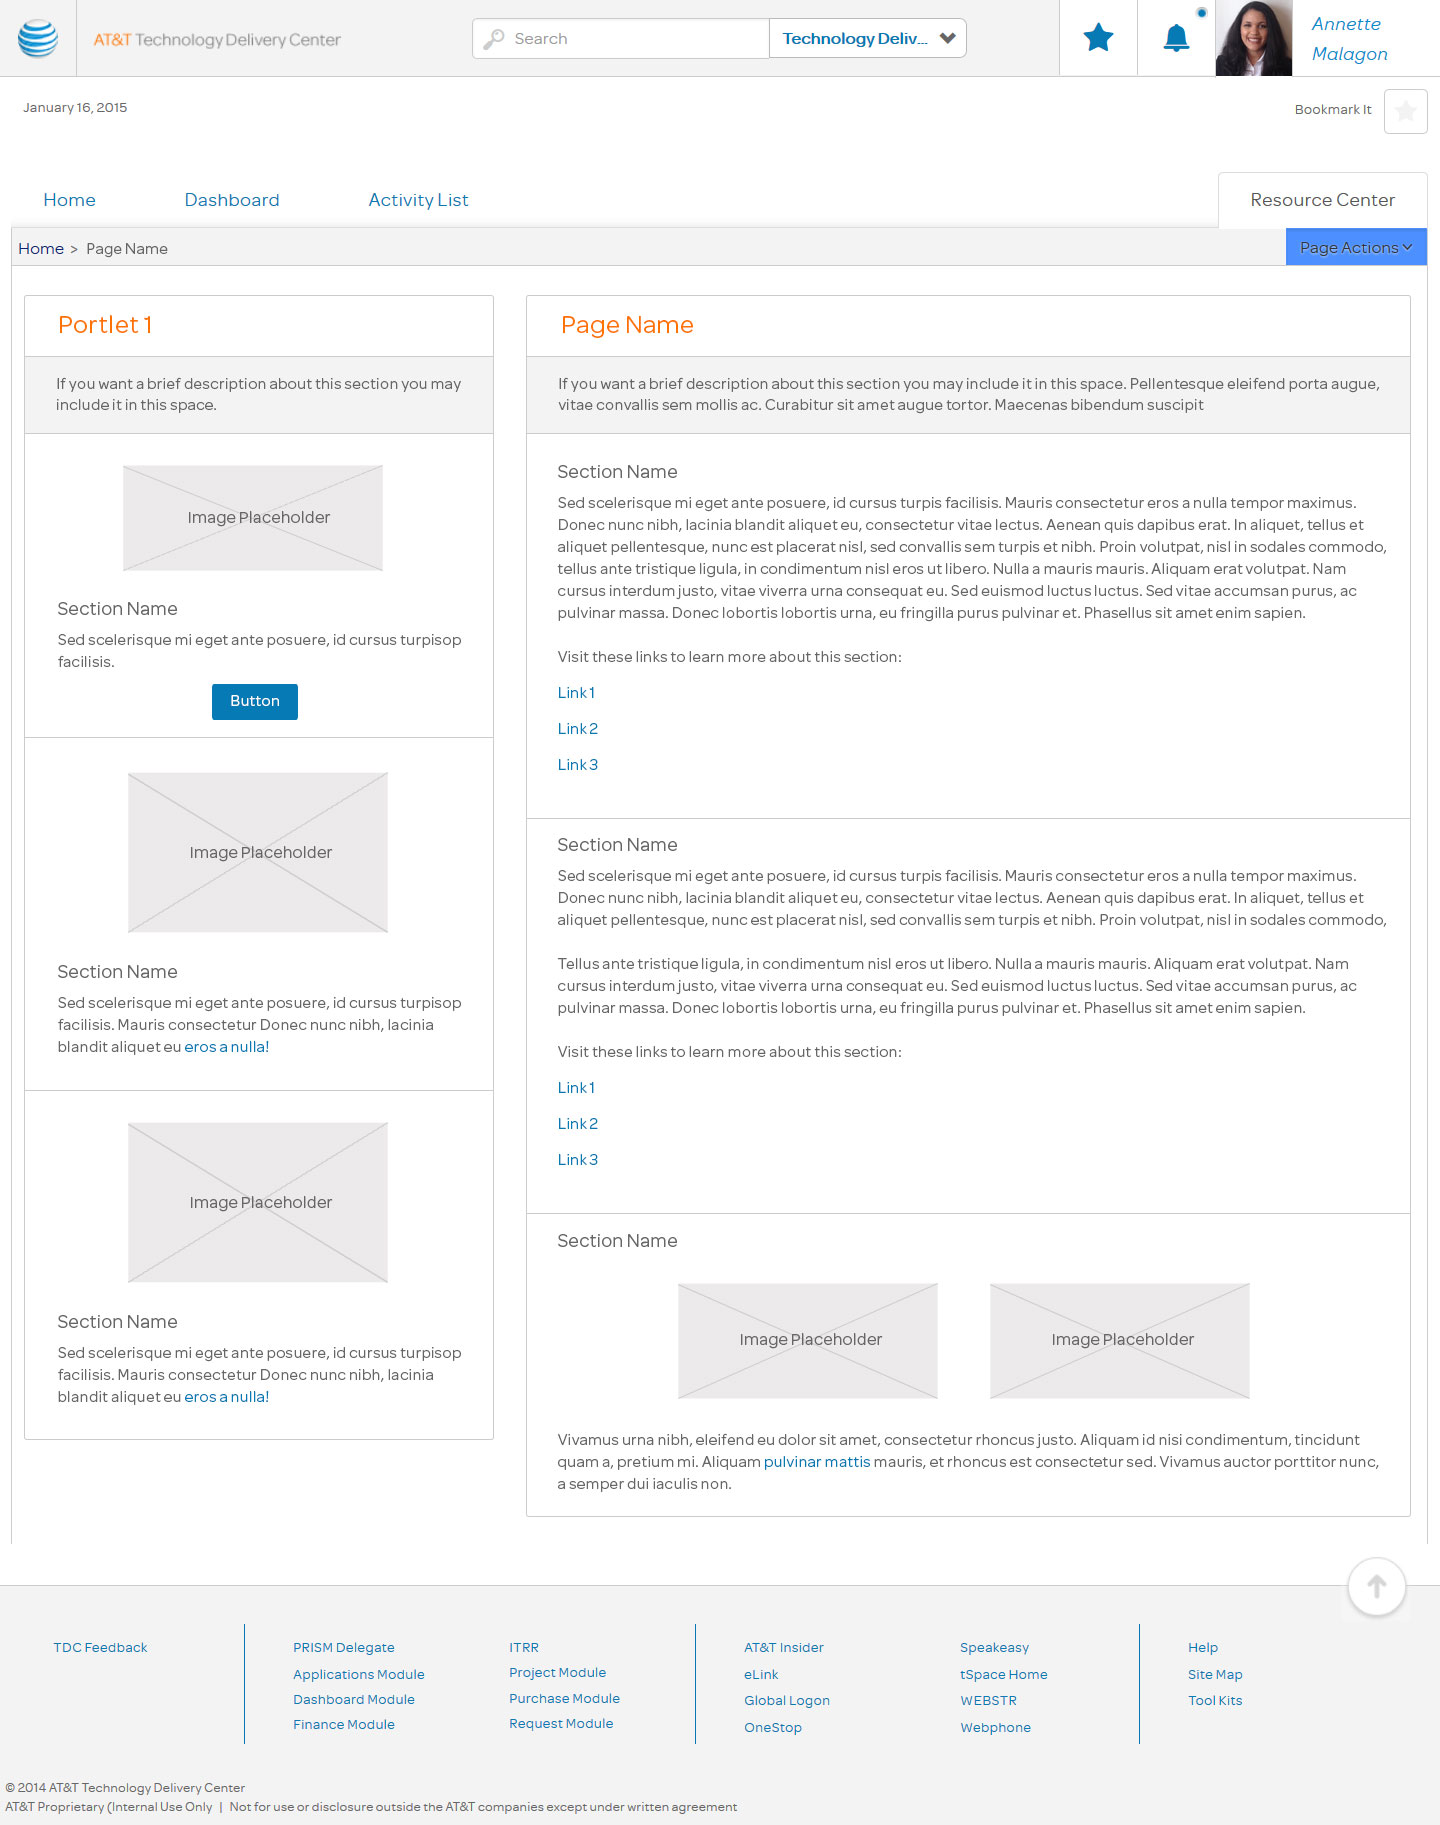 AT&T Technology Delivery Center
Search
Technology Deliv...
Annette
Malagon
January 16, 2015
Bookmark It
Home
Dashboard
Activity List
Resource Center
Home > Page Name
Page Actions
Portlet 1
If you want a brief description about this section you may
include it in this space.
Image Placeholder
Section Name
Sed scelerisque mi eget ante posuere, id cursus turpisop
facilisis.
Button
Image Placeholder
Section Name
Sed scelerisque mi eget ante posuere, id cursus turpisop
facilisis. Mauris consectetur Donec nunc nibh, lacinia
blandit aliquet eu eros a nulla!
Image Placeholder
Section Name
Sed scelerisque mi eget ante posuere, id cursus turpisop
facilisis. Mauris consectetur Donec nunc nibh, lacinia
blandit aliquet eu eros a nulla!
Page Name
If you want a brief description about this section you may include it in this space. Pellentesque eleifend porta augue,
vitae convallis sem mollis ac. Curabitur sit amet augue tortor. Maecenas bibendum suscipit
Section Name
Sed scelerisque mi eget ante posuere, id cursus turpis facilisis. Mauris consectetur eros a nulla tempor maximus.
Donec nunc nibh, lacinia blandit aliquet eu, consectetur vitae lectus. Aenean quis dapibus erat. In aliquet, tellus et
aliquet pellentesque, nunc est placerat nisl, sed convallis sem turpis et nibh. Proin volutpat, nisl in sodales commodo,
tellus ante tristique ligula, in condimentum nisl eros ut libero. Nulla a mauris mauris. Aliquam erat volutpat. Nam
cursus interdum justo, vitae viverra urna consequat eu. Sed euismod luctus luctus. Sed vitae accumsan purus, ac
pulvinar massa. Donec lobortis lobortis urna, eu fringilla purus pulvinar et. Phasellus sit amet enim sapien.
Visit these links to learn more about this section:
Link 1
Link 2
Link 3
Section Name
Sed scelerisque mi eget ante posuere, id cursus turpis facilisis. Mauris consectetur eros a nulla tempor maximus.
Donec nunc nibh, lacinia blandit aliquet eu, consectetur vitae lectus. Aenean quis dapibus erat. In aliquet, tellus et
aliquet pellentesque, nunc est placerat nisl, sed convallis sem turpis et nibh. Proin volutpat, nisl in sodales commodo,
Tellus ante tristique ligula, in condimentum nisl eros ut libero. Nulla a mauris mauris. Aliquam erat volutpat. Nam
cursus interdum justo, vitae viverra urna consequat eu. Sed euismod luctus luctus. Sed vitae accumsan purus, ac
pulvinar massa. Donec lobortis lobortis urna, eu fringilla purus pulvinar et. Phasellus sit amet enim sapien.
Visit these links to learn more about this section:
Link 1
Link 2
Link 3
Section Name
Image Placeholder
Image Placeholder
Vivamus urna nibh, eleifend eu dolor sit amet, consectetur rhoncus justo. Aliquam id nisi condimentum, tincidunt
quam a, pretium mi. Aliquam pulvinar mattis mauris, et rhoncus est consectetur sed. Vivamus auctor porttitor nunc,
a semper dui iaculis non.
TDC Feedback
PRISM Delegate
Applications Module
Dashboard Module
Finance Module
ITRR
Project Module
Purchase Module
Request Module
AT&T Insider
eLink
Global Logon
OneStop
Speakeasy
tSpace Home
WEBSTR
Webphone
Help
Site Map
Tool Kits
© 2014 AT&T Technology Delivery Center
AT&T Proprietary (Internal Use Only | Not for use or disclosure outside the AT&T companies except under written agreement